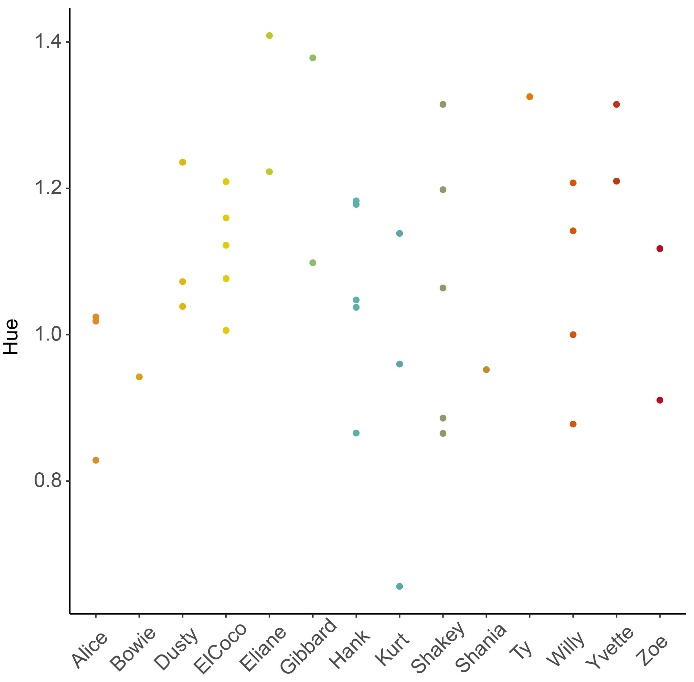 1.4
1.2
1.0
0.8
Hue
Alice
Bowie
Dusty
ElCoco
Eliane
Gibbard
Hank
Kurt
Shakey
Shania
Ty
Willy
Yvette
Zoe